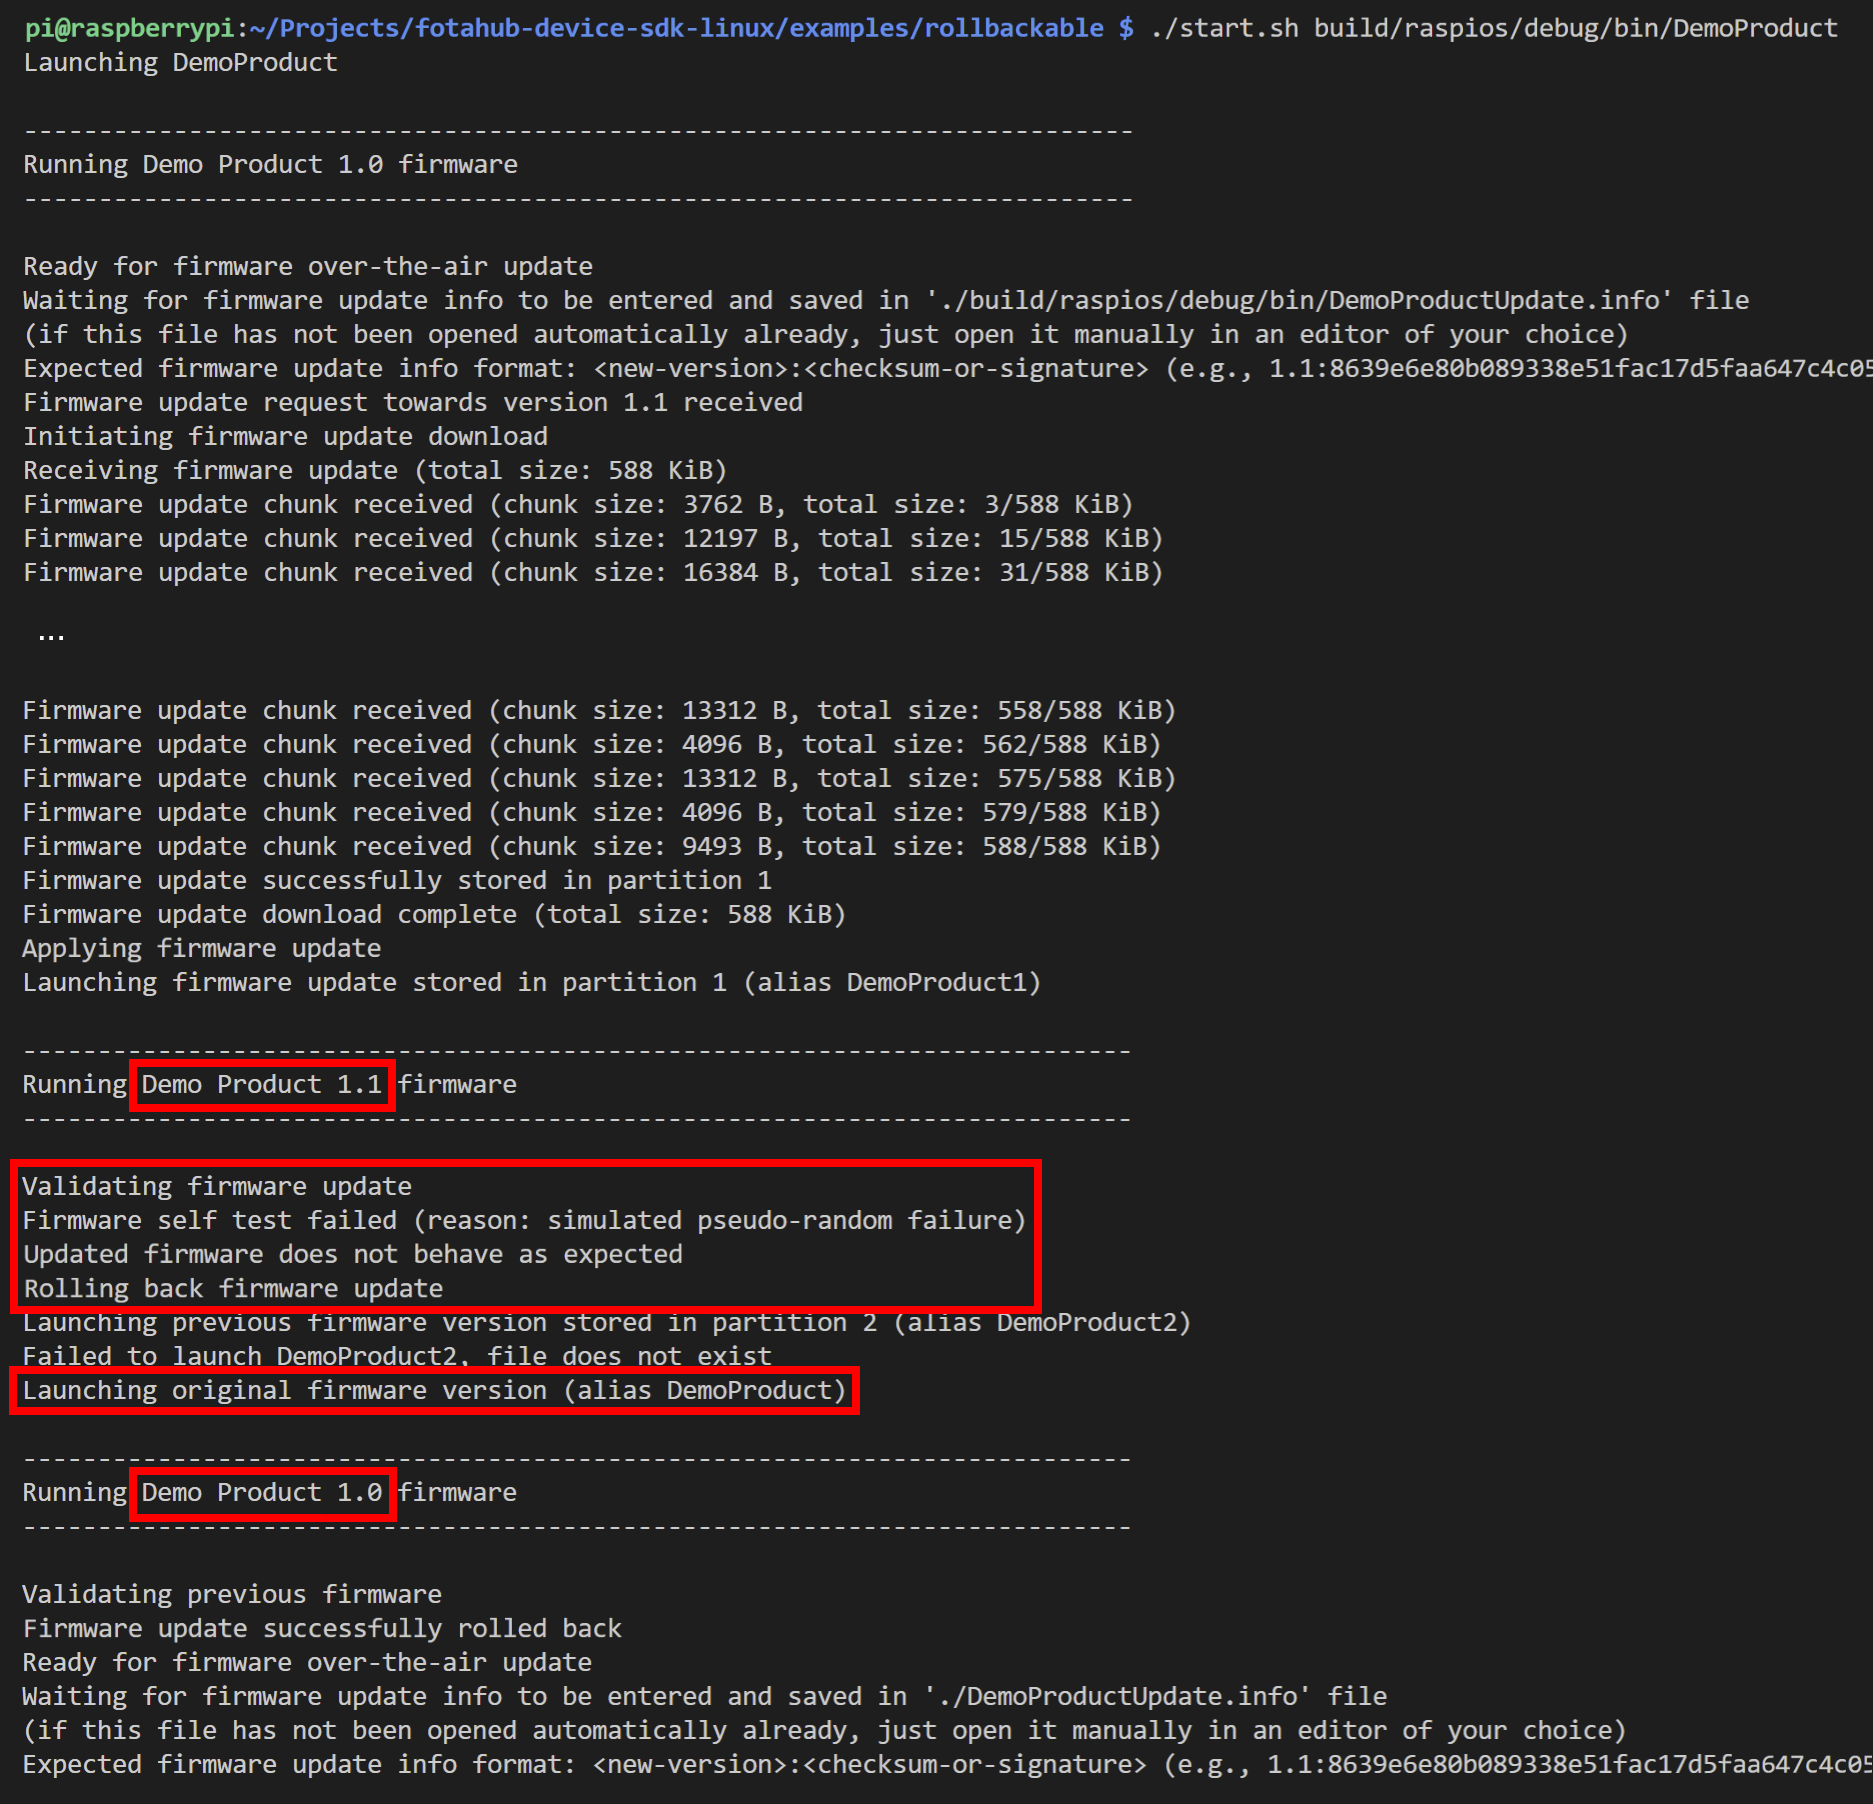 pi@raspberrypi:~/Projects/fotahub-device-sdk-linux/examples/rollbackable $ ./start.sh build/raspios/debug/bin/DemoProduct
Launching DemoProduct
--------------------------------------------------------------------------
Running Demo Product 1.0 firmware
--------------------------------------------------------------------------
Ready for firmware over-the-air update
Waiting for firmware update info to be entered and saved in './build/raspios/debug/bin/DemoProductUpdate.info' file
(if this file has not been opened automatically already, just open it manually in an editor of your choice)
Expected firmware update info format: <new-version>:<checksum-or-signature> (e.g., 1.1:8639e6e80b089338e51fac17d5faa647c4c05
Firmware update request towards version 1.1 received
Initiating firmware update download
Receiving firmware update (total size: 588 KiB)
Firmware update chunk received (chunk size: 3762 B, total size: 3/588 KiB)
Firmware update chunk received (chunk size: 12197 B, total size: 15/588 KiB)
Firmware update chunk received (chunk size: 16384 B, total size: 31/588 KiB)
...
Firmware update chunk received (chunk size: 13312 B, total size: 558/588 KiB)
Firmware update chunk received (chunk size: 4096 B, total size: 562/588 KiB)
Firmware update chunk received (chunk size: 13312 B, total size: 575/588 KiB)
Firmware update chunk received (chunk size: 4096 B, total size: 579/588 KiB)
Firmware update chunk received (chunk size: 9493 B, total size: 588/588 KiB)
Firmware update successfully stored in partition 1
Firmware update download complete (total size: 588 KiB)
Applying firmware update
Launching firmware update stored in partition 1 (alias DemoProduct1)
--------------------------------------------------------------------------
Running Demo Product 1.1 firmware
--------------------------------------------------------------------------
Validating firmware update
Firmware self test failed (reason: simulated pseudo-random failure)
Updated firmware does not behave as expected
Rolling back firmware update
Launching previous firmware version stored in partition 2 (alias DemoProduct2)
Failed to launch DemoProduct2, file does not exist
Launching original firmware version (alias DemoProduct)
--------------------------------------------------------------------------
Running Demo Product 1.0 firmware
--------------------------------------------------------------------------
Validating previous firmware
Firmware update successfully rolled back
Ready for firmware over-the-air update
Waiting for firmware update info to be entered and saved in './DemoProductUpdate.info' file
(if this file has not been opened automatically already, just open it manually in an editor of your choice)
Expected firmware update info format: <new-version>:<checksum-or-signature> (e.g., 1.1:8639e6e80b089338e51fac17d5faa647c4c05